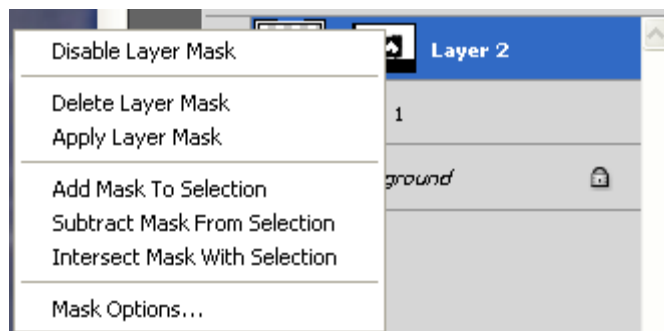 Disable Layer Mask
Layer 2
Delete Layer Mask
1
Apply Layer Mask
Add Mask To Selection
ground
Subtract Mask From Selection
Intersect Mask With Selection
Mask Options...